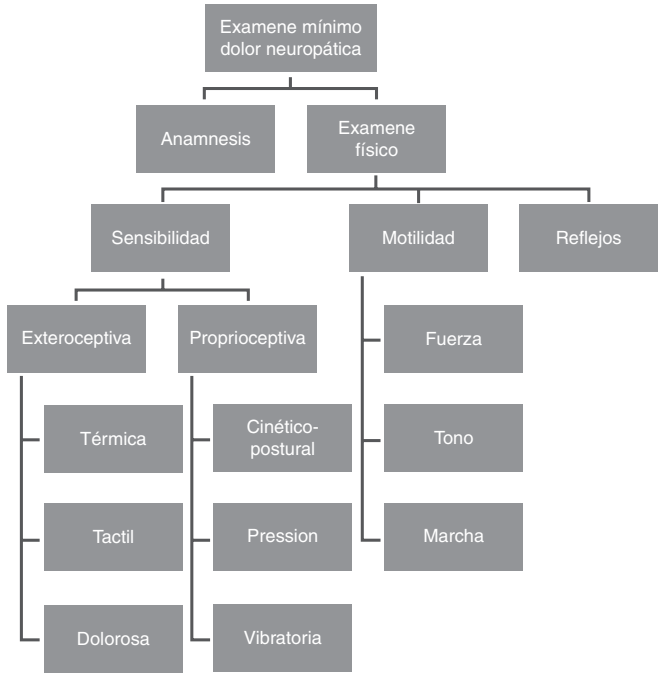 Examene mínimo
dolor neuropática
Anamnesis
Examene
físico
Sensibilidad
Motilidad
Reflejos
Exteroceptiva
Proprioceptiva
Fuerza
Térmica
Cinético-
postural
Tono
Tactil
Pression
Marcha
Dolorosa
Vibratoria